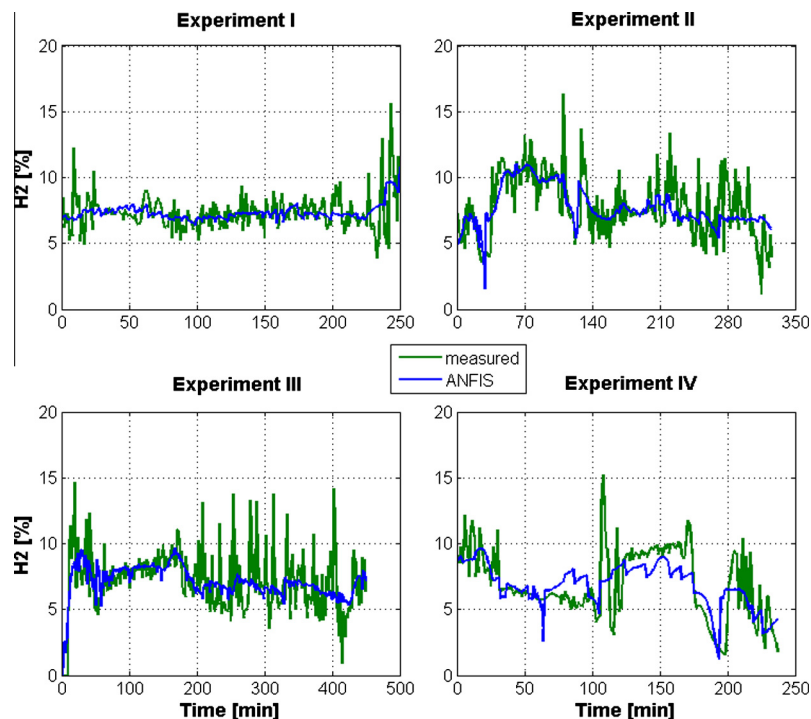 Experiment I
Experiment II
20
15
10
5
0
H2 [%]
0 50 100 150 200 250
20
15
10
5
0
0 70 140 210 280 350
measured
ANFIS
Experiment III
Experiment IV
20
15
10
5
0
H2 [%]
0 100 200 300 400 500
Time [min]
20
15
10
5
0
0 50 100 150 200 250
Time [min]